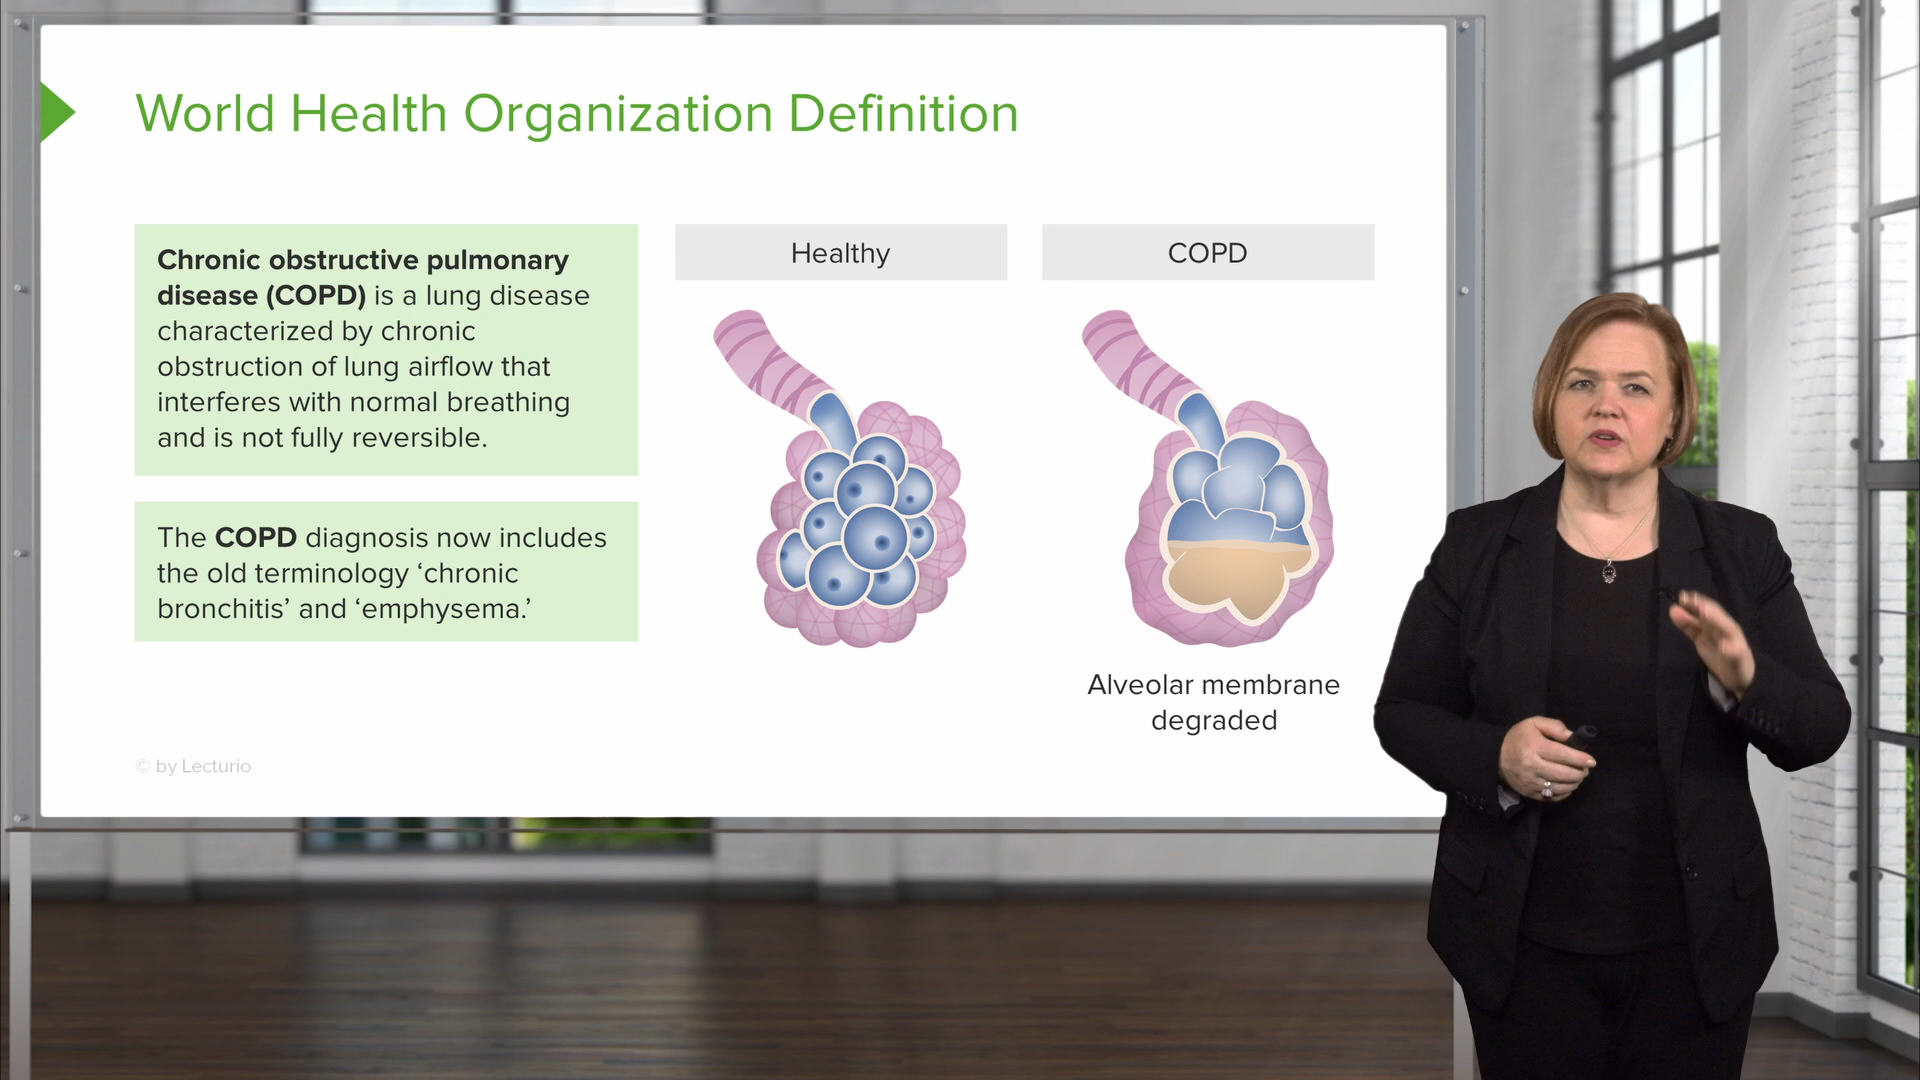 World Health Organization Definition
Chronic obstructive pulmonary
disease (COPD) is a lung disease
characterized by chronic
obstruction of lung airflow that
interferes with normal breathing
and is not fully reversible.
The COPD diagnosis now includes
the old terminology ‘chronic
bronchitis’ and ‘emphysema.’
Healthy
COPD
Alveolar membrane
degraded
© by Lecturio